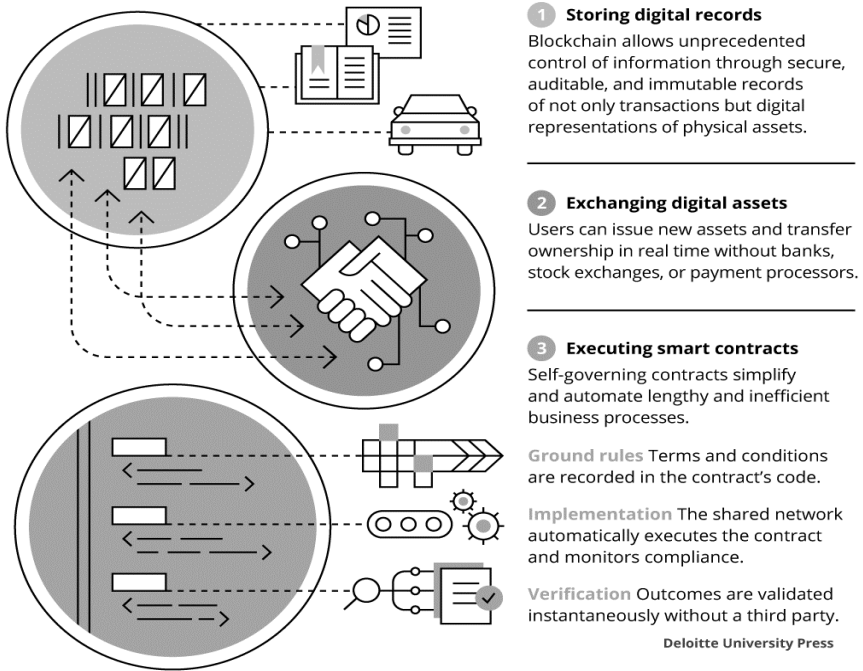 1 Storing digital records
Blockchain allows unprecedented
control of information through secure,
auditable, and immutable records
of not only transactions but digital
representations of physical assets.
2 Exchanging digital assets
Users can issue new assets and transfer
ownership in real time without banks,
stock exchanges, or payment processors.
3 Executing smart contracts
Self-governing contracts simplify
and automate lengthy and inefficient
business processes.
Ground rules Terms and conditions
are recorded in the contract's code.
Implementation The shared network
automatically executes the contract
and monitors compliance.
Verification Outcomes are validated
instantaneously without a third party.
Deloitte University Press